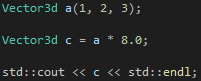 Vector3d a(1, 2, 3);
Vector3d c = a * 8.0;
std::cout << c << std::endl;